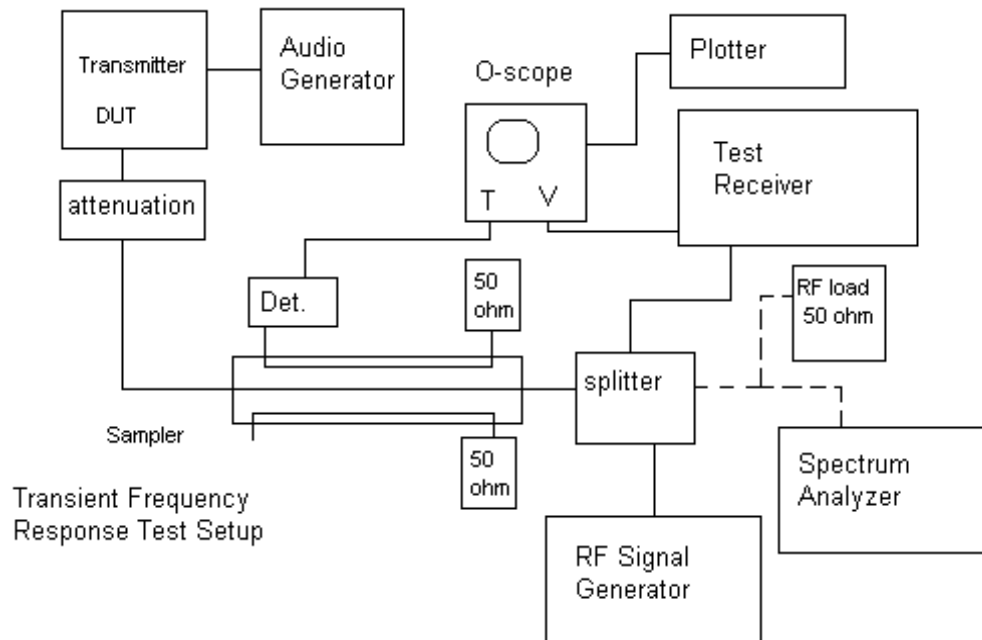 Transmitter
DUT
Audio
Generator
O-scope
Plotter
T V
Test
Receiver
attenuation
Det.
50
ohm
RF load
50 ohm
splitter
Sampler
50
ohm
Spectrum
Analyzer
Transient Frequency
Response Test Setup
RF Signal
Generator